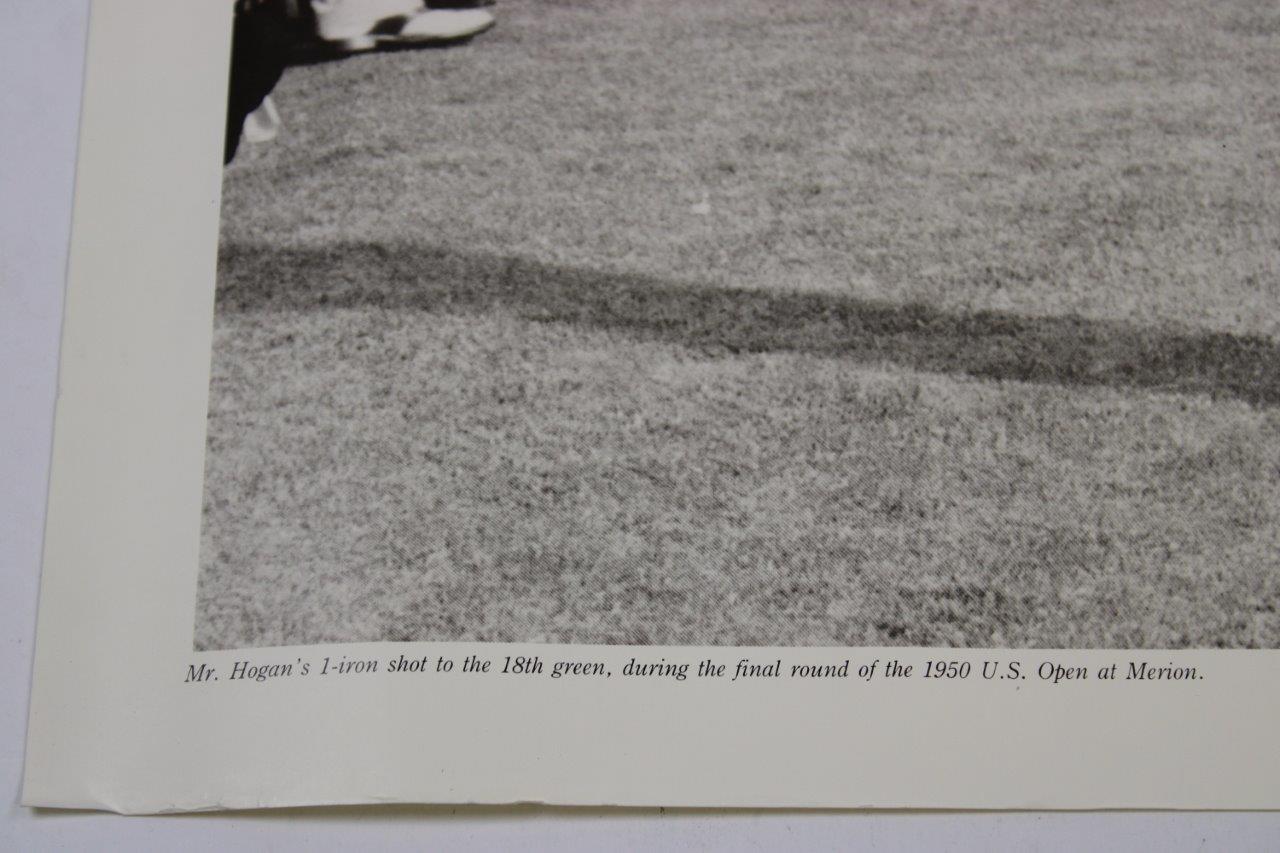 Mr. Hogan's 1-iron shot to the 18th green, during the final round of the 1950 U.S. Open at Merion.